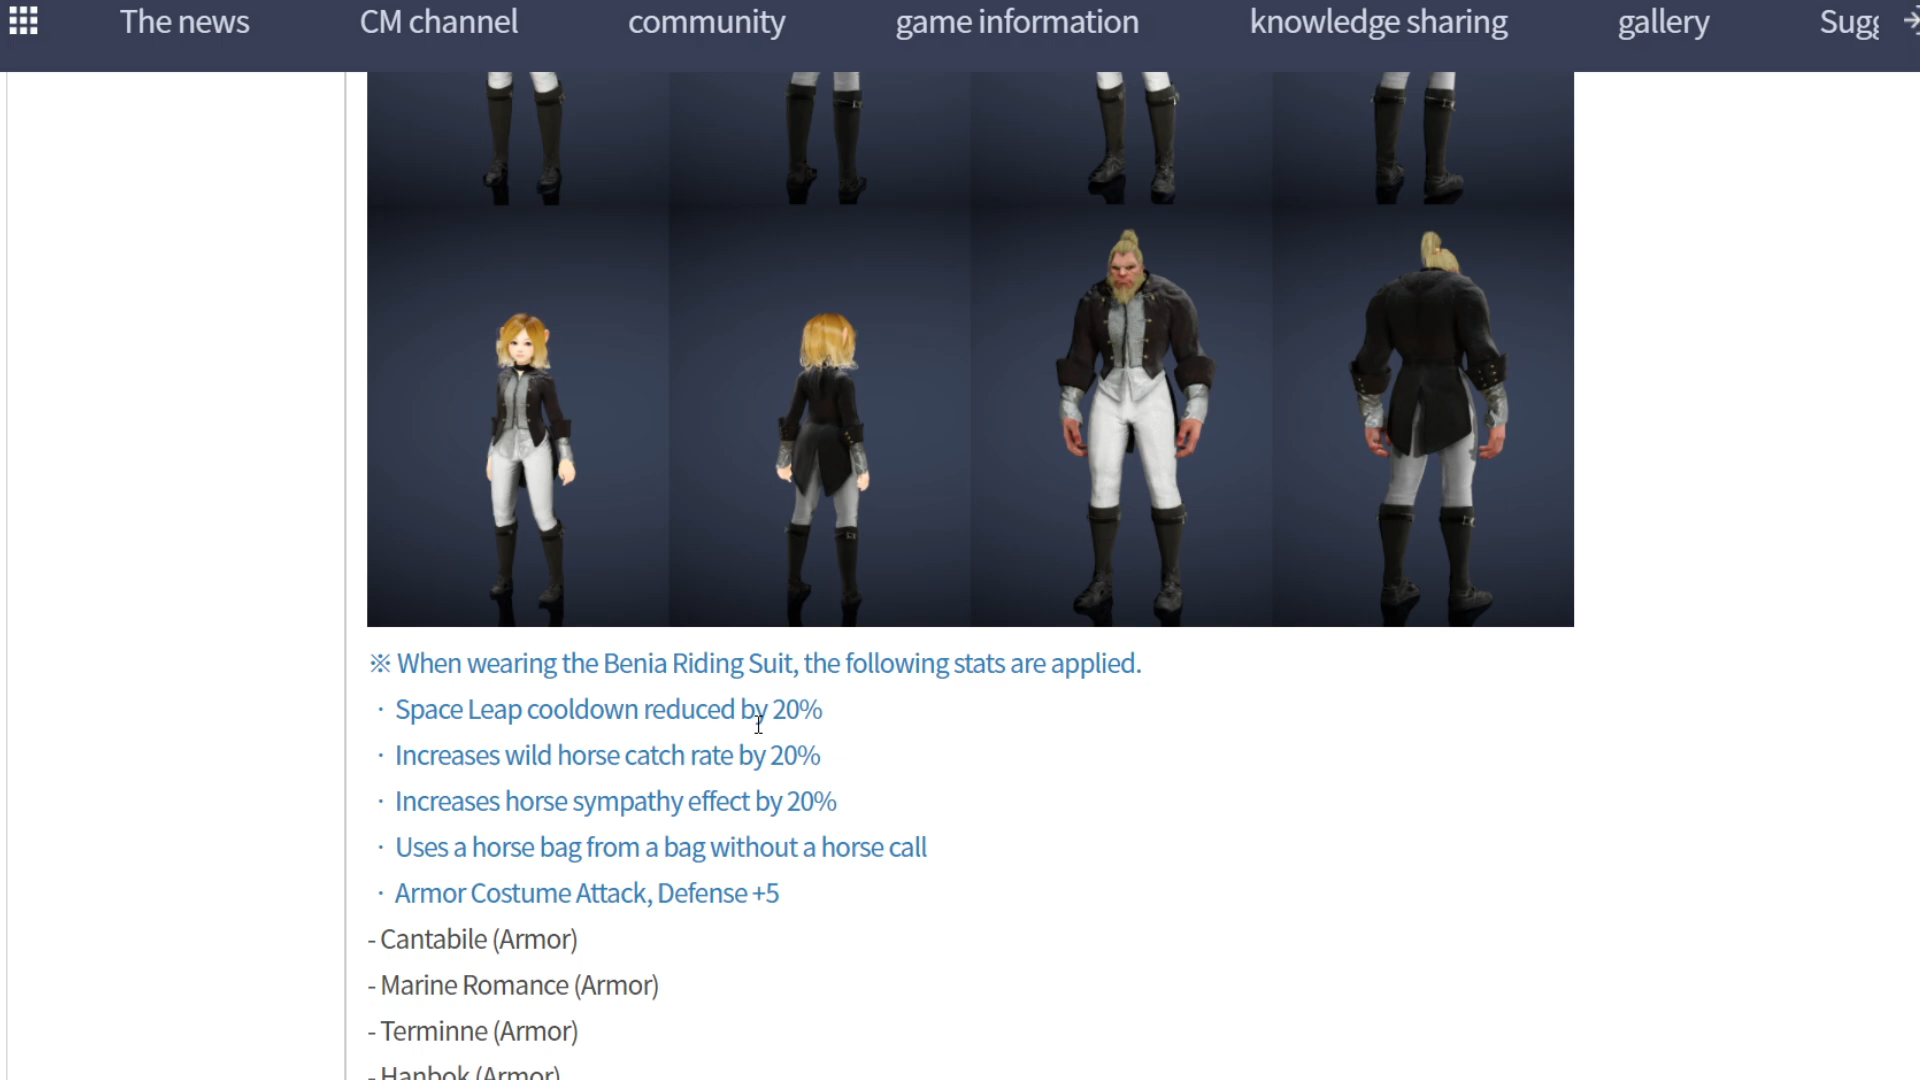 The news CM channel community game information knowledge sharing gallery
※ When wearing the Benia Riding Suit, the following stats are applied.
· Space Leap cooldown reduced by 20%
· Increases wild horse catch rate by 20%
· Increases horse sympathy effect by 20%
· Uses a horse bag from a bag without a horse call
· Armor Costume Attack, Defense +5
- Cantabile (Armor)
- Marine Romance (Armor)
- Terminne (Armor)
- Hanbok (Armor)